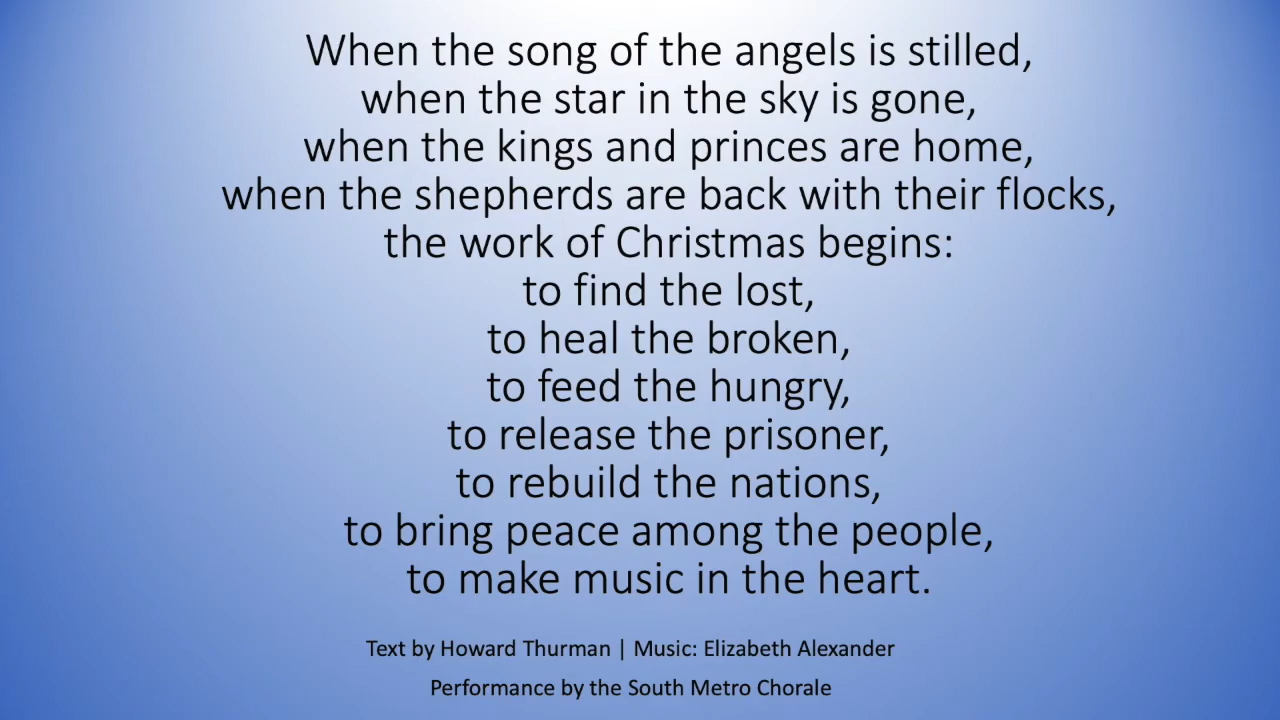 When the song of the angels is stilled,
when the star in the sky is gone,
when the kings and princes are home,
when the shepherds are back with their flocks,
the work of Christmas begins:
to find the lost,
to heal the broken,
to feed the hungry,
to release the prisoner,
to rebuild the nations,
to bring peace among the people,
to make music in the heart.
Text by Howard Thurman | Music: Elizabeth Alexander
Performance by the South Metro Chorale